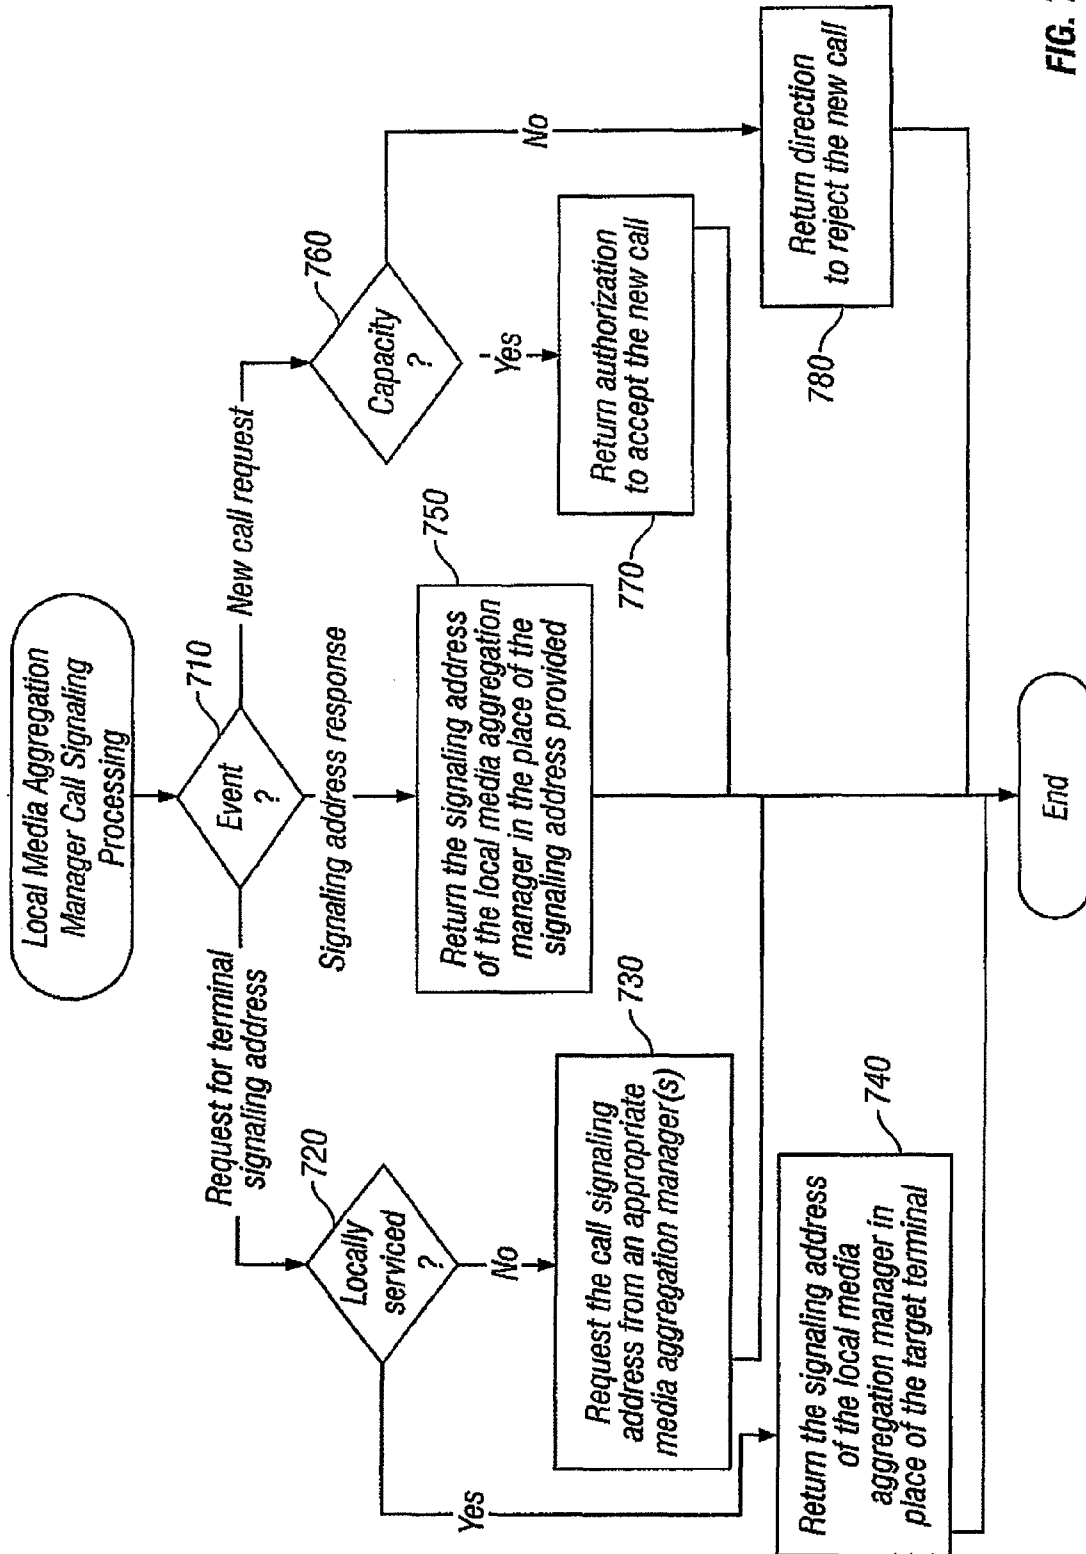 Local Media Aggregation
Manager Call Signaling
Processing
710
Event
?
Request for terminal
signaling address
Signaling address response
New call request
720
Locally
serviced
?
No
Yes
730
Request the call signaling
address from an appropriate
media aggregation manager(s)
740
Return the signaling address
of the local media
aggregation manager in
place of the target terminal
750
Return the signaling address
of the local media aggregation
manager in the place of the
signaling address provided
760
Capacity
?
Yes
No
770
Return authorization
to accept the new call
780
Return direction
to reject the new call
End
FIG.